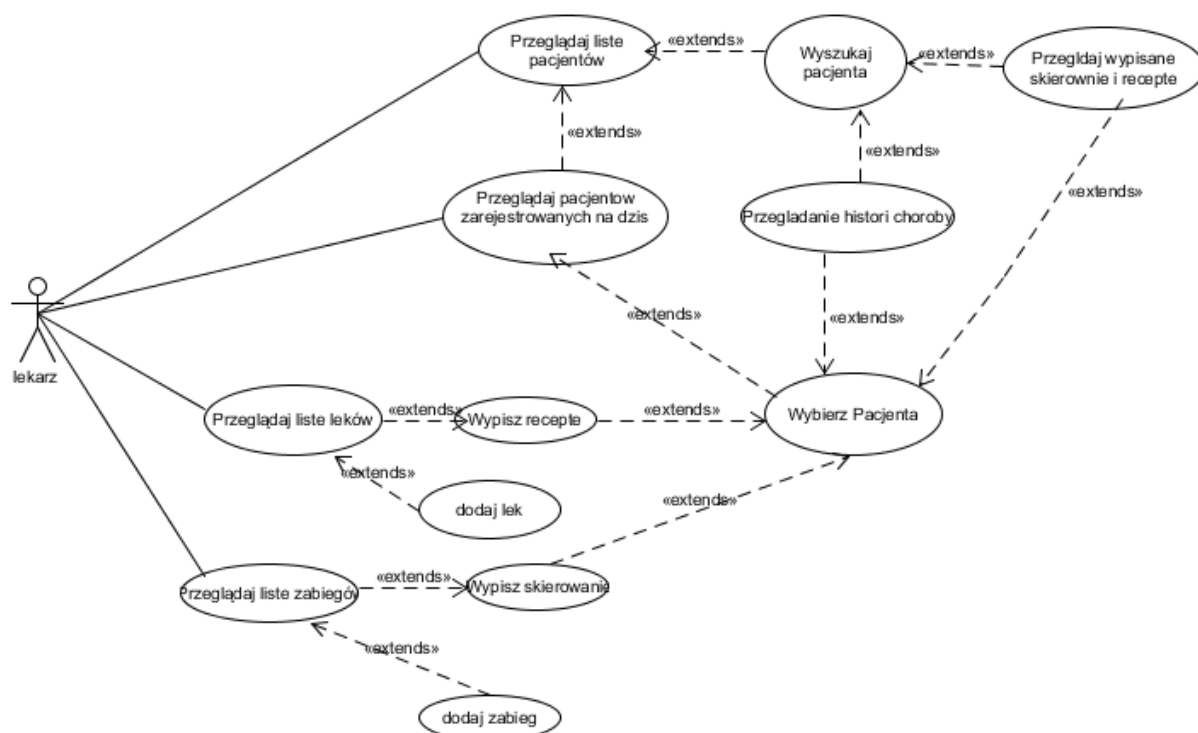 Przeglądaj liste
pacjentów
«extends»
Wyszukaj
pacjenta
«extends»
Przegldaj wypisane
skierownie i recepte
«extends»
«extends»
Przeglądaj pacjentow
zarejestrowanych na dzis
Przegladanie histori choroby
«extends»
«extends»
«extends»
lekarz
Przeglądaj liste leków
«extends»
Wypisz recepte
«extends»
Wybierz Pacjenta
«extends»
dodaj lek
«extends»
Przeglądaj liste zabiegów
«extends»
Wypisz skierowanie
«extends»
dodaj zabieg